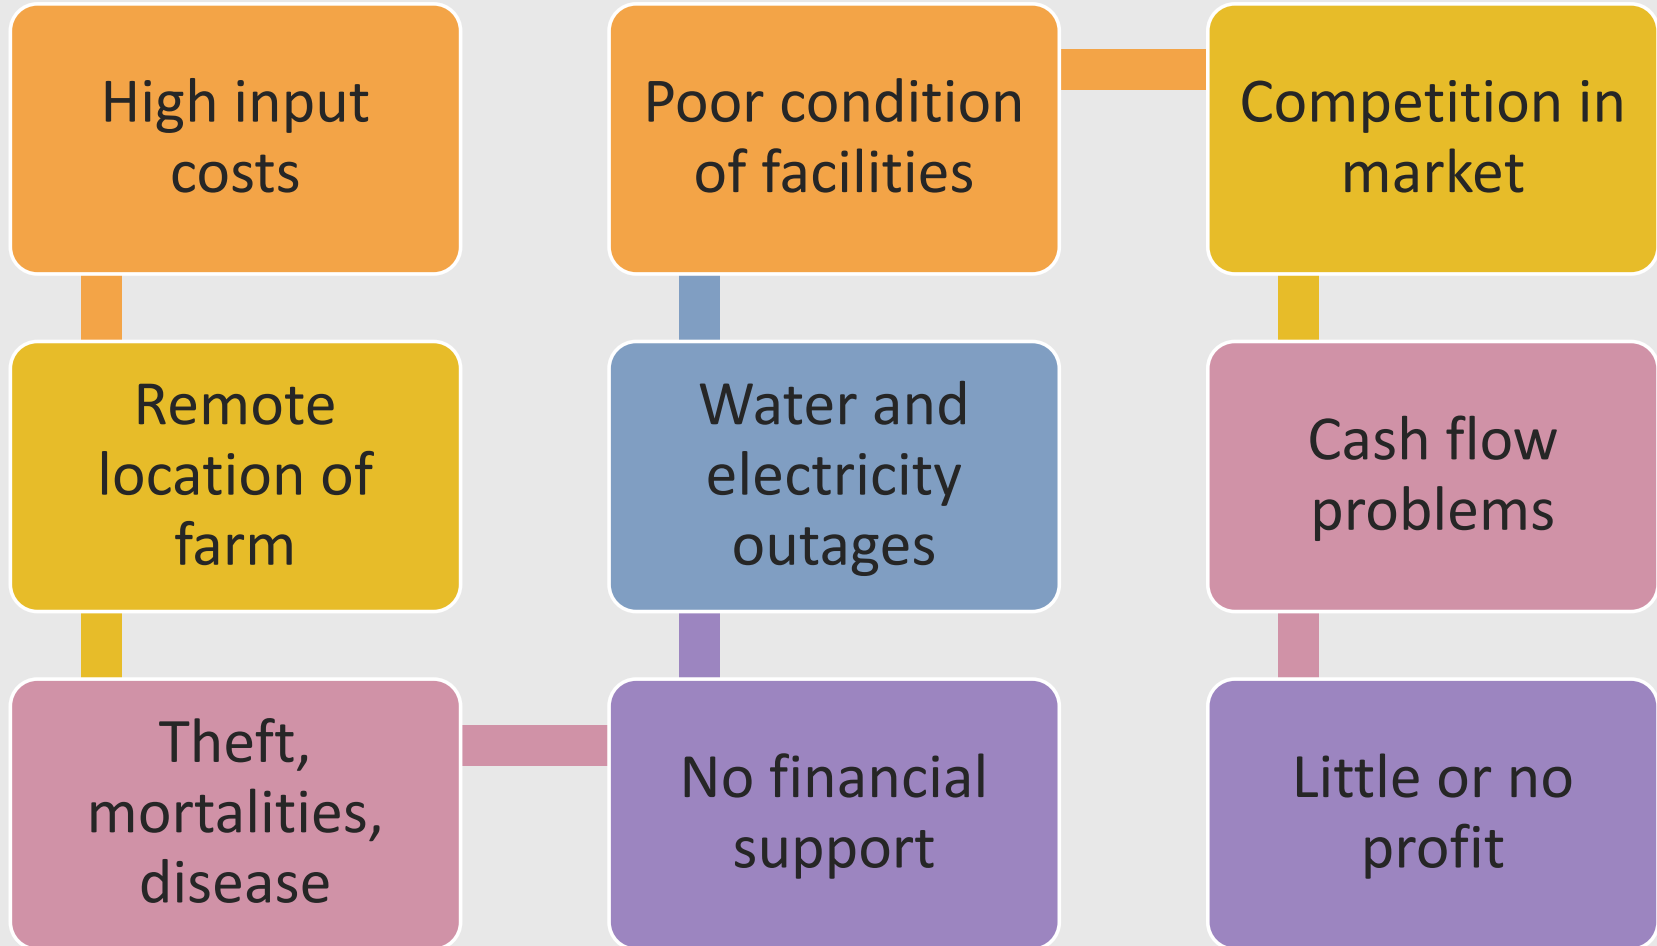 High input
costs
Remote
location of
farm
Theft,
mortalities,
disease
No financial
support
Water and
electricity
outages
Poor condition
of facilities
Competition in
market
Cash flow
problems
Little or no
profit